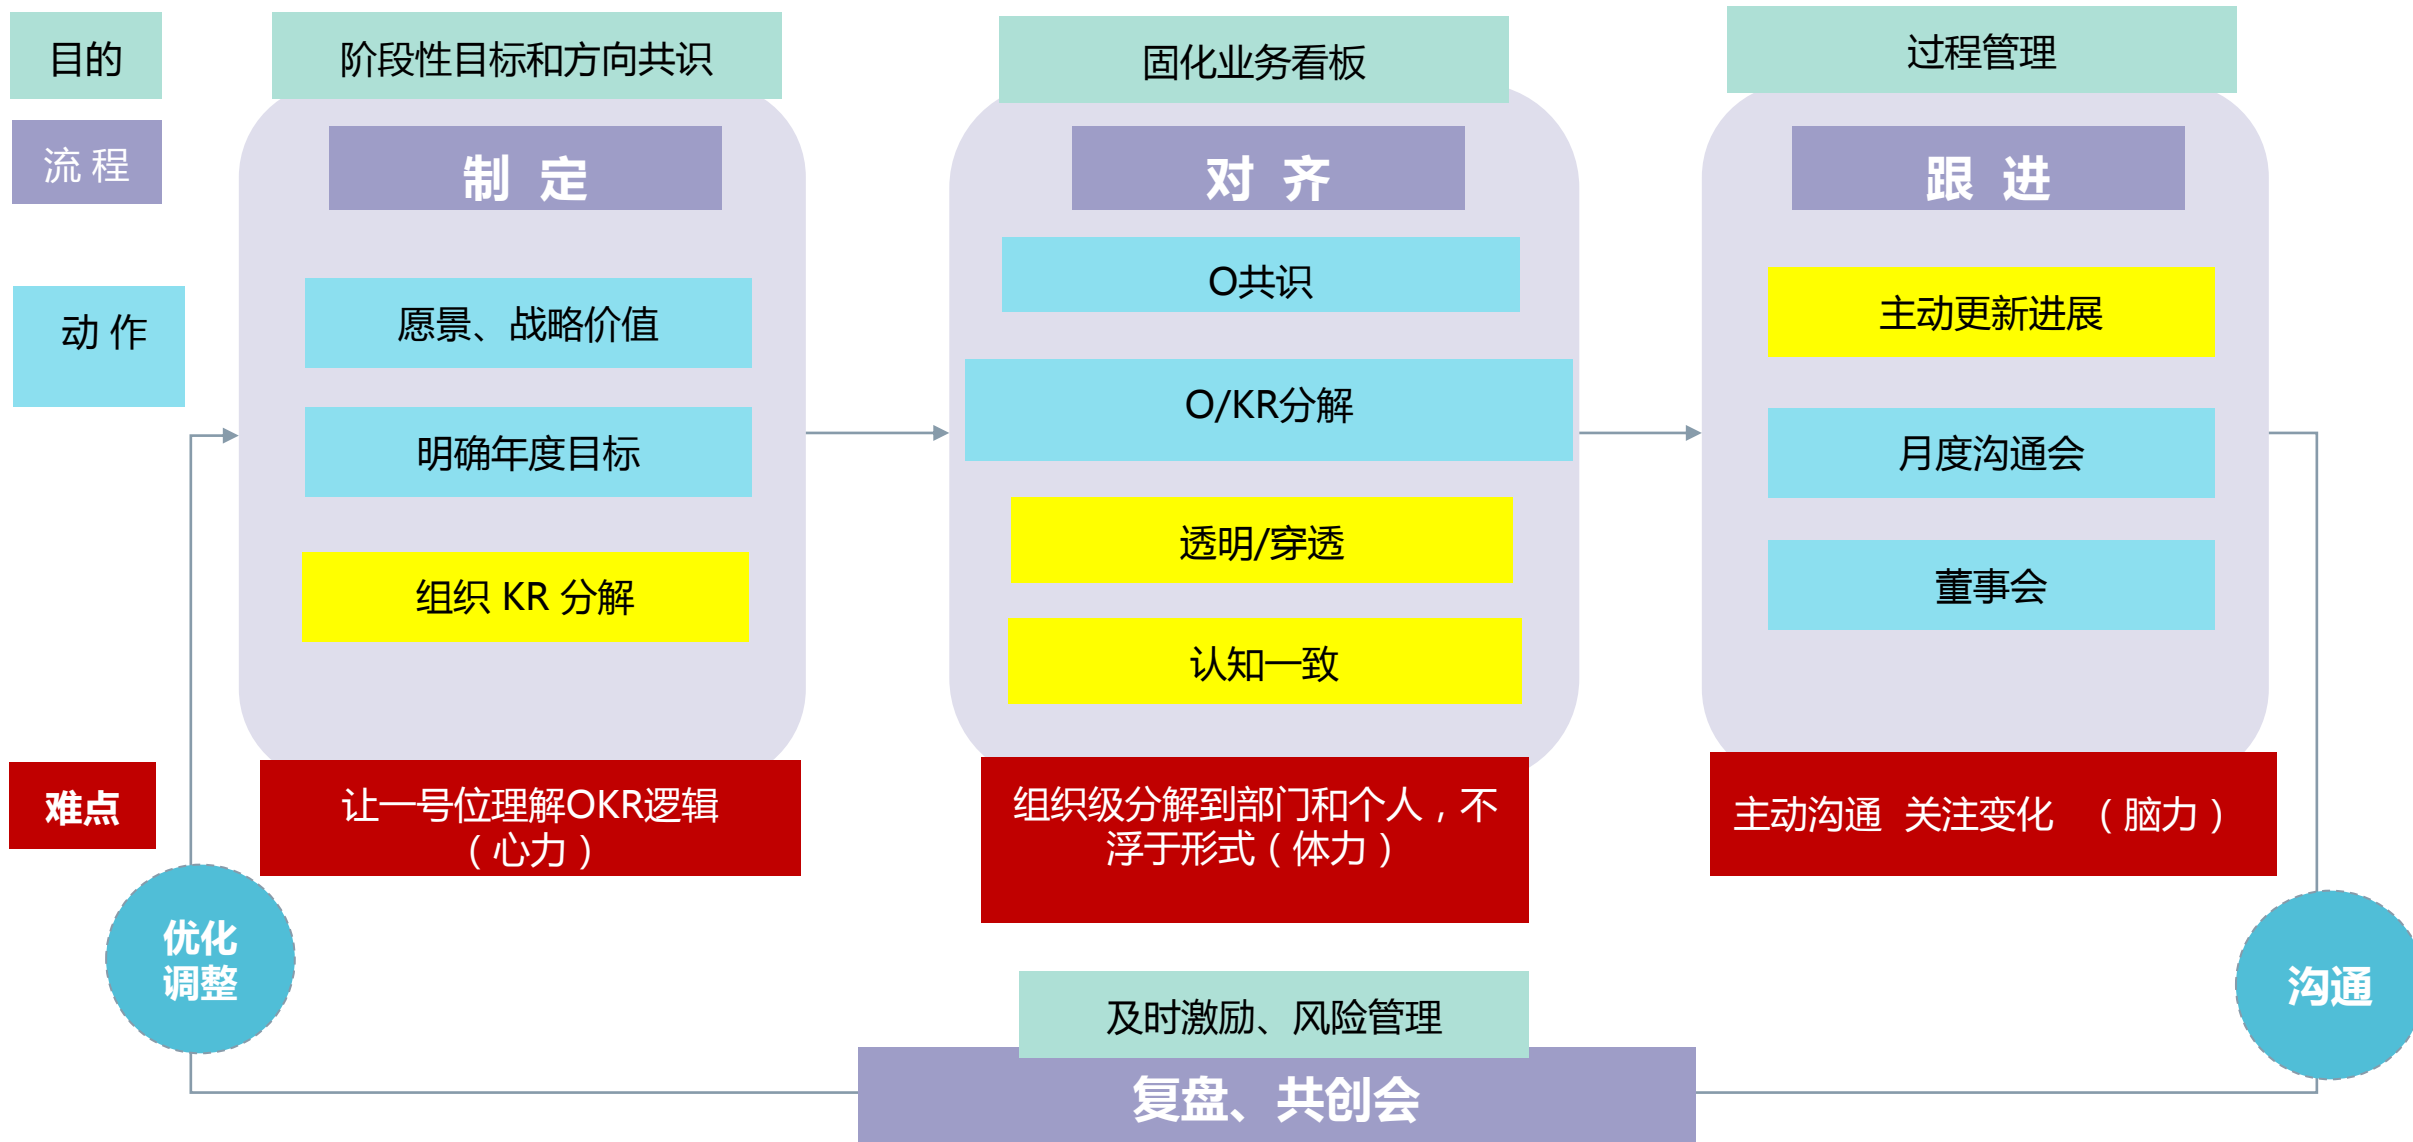 目的
阶段性目标和方向共识
固化业务看板
过程管理
流 程
制 定
对 齐
跟 进
动 作
愿景、战略价值
明确年度目标
组织 KR 分解
O共识
O/KR分解
透明/穿透
认知一致
主动更新进展
月度沟通会
董事会
难点
让一号位理解OKR逻辑
（心力）
组织级分解到部门和个人，不
浮于形式（体力）
主动沟通 关注变化 （脑力）
优化
调整
沟通
及时激励、风险管理
复盘、共创会